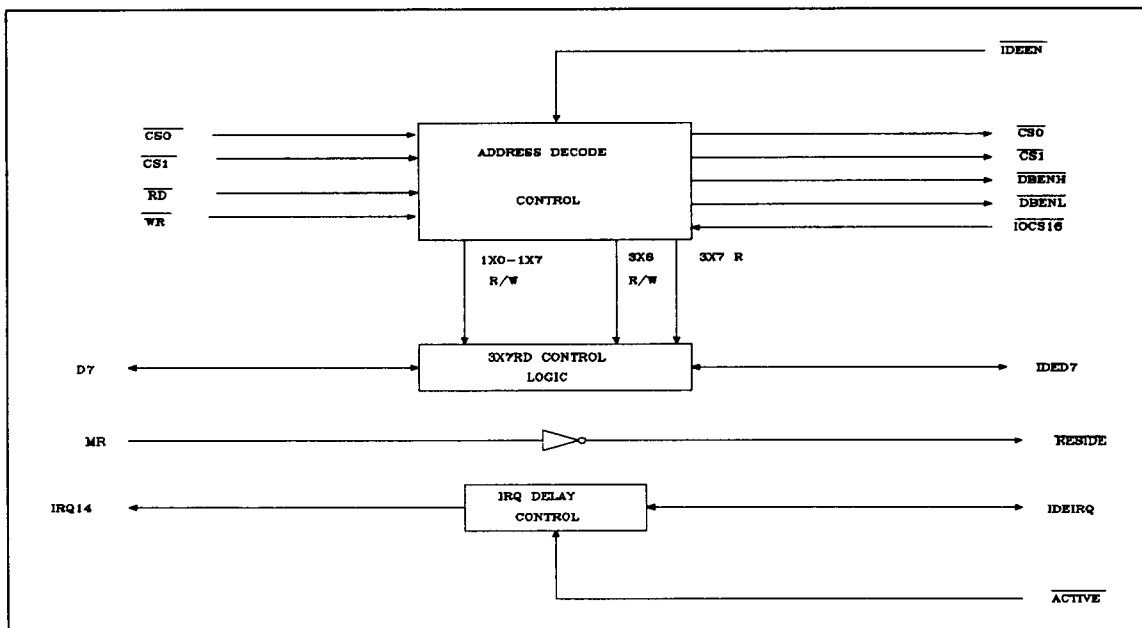 IDEEN
CS0
CS1
RD
WR
ADDRESS DECODE
CONTROL
CS0
CS1
DBENH
DBENL
IOCS16
1X0-1X7
R/W
3X6
R/W
3X7 R
D7
3X7RD CONTROL
LOGIC
IDED7
MR
RESIDE
IRQ14
IRQ DELAY
CONTROL
IDEIRQ
ACTIVE